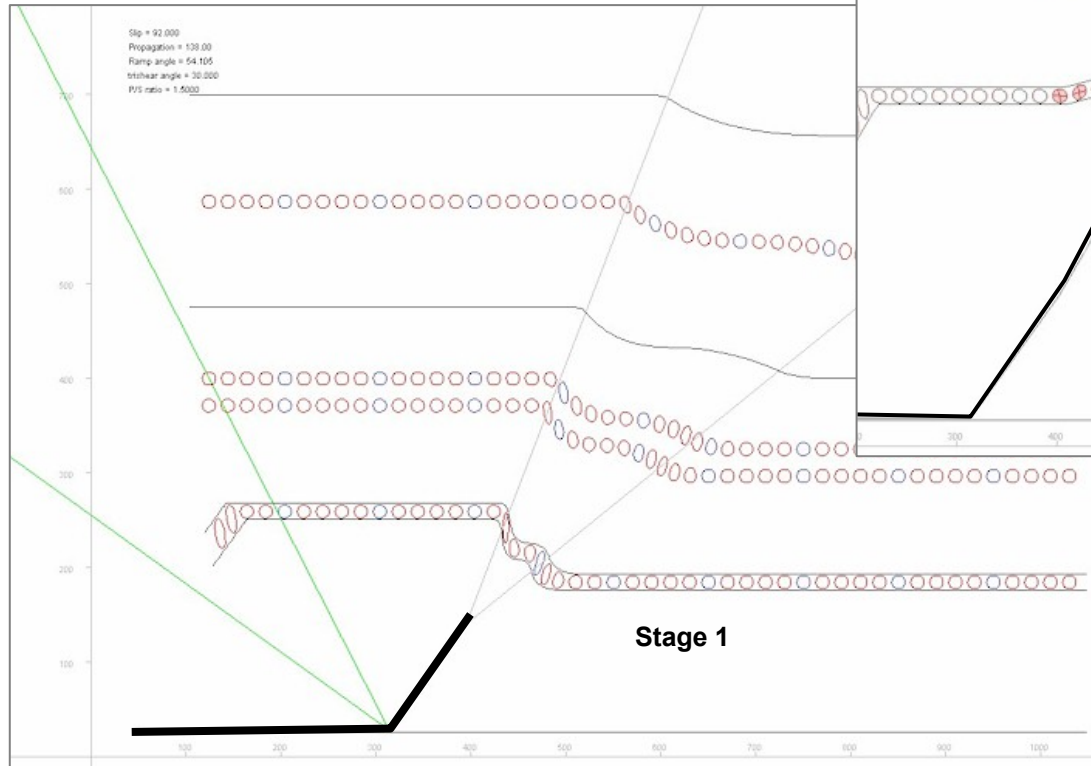 Slip = 92.000
Propagation = 138.00
Ramp angle = 54.105
trishear angle = 30.000
P/S ratio = 1.5000
700
600
500
400
300
200
100
Stage 1
100 200 300 400 500 600 700 800 900 1000
300 400